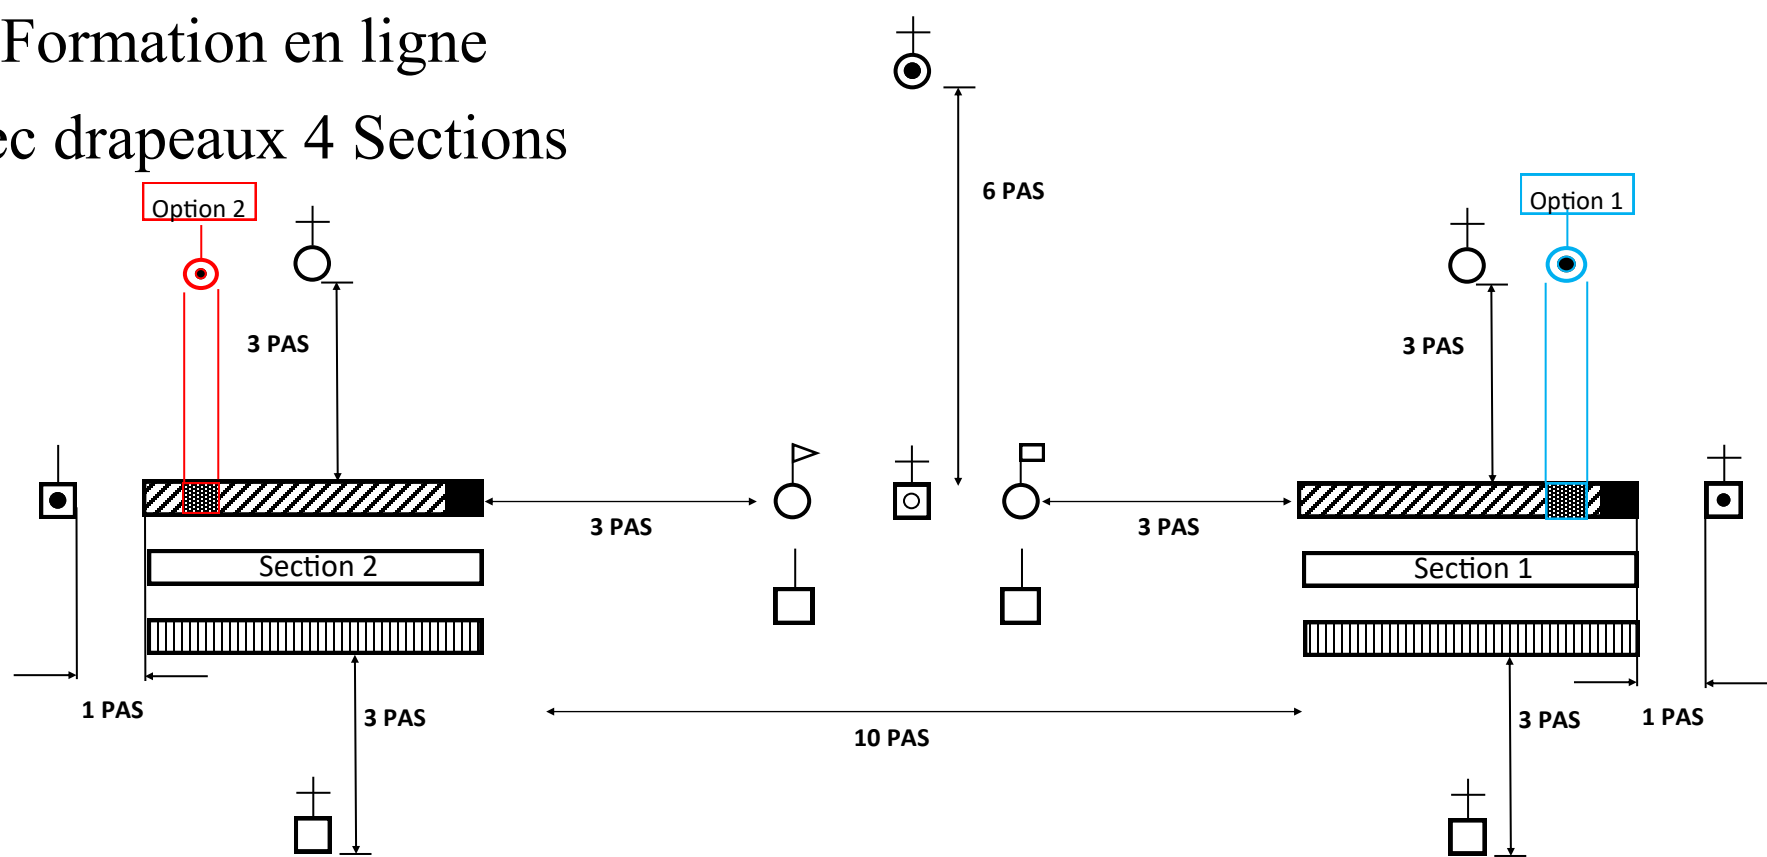 Formation en ligne
ec drapeaux 4 Sections
Option 2
Option 1
6 PAS
3 PAS
3 PAS
3 PAS
3 PAS
Section 2
Section 1
1 PAS
3 PAS
10 PAS
3 PAS
1 PAS